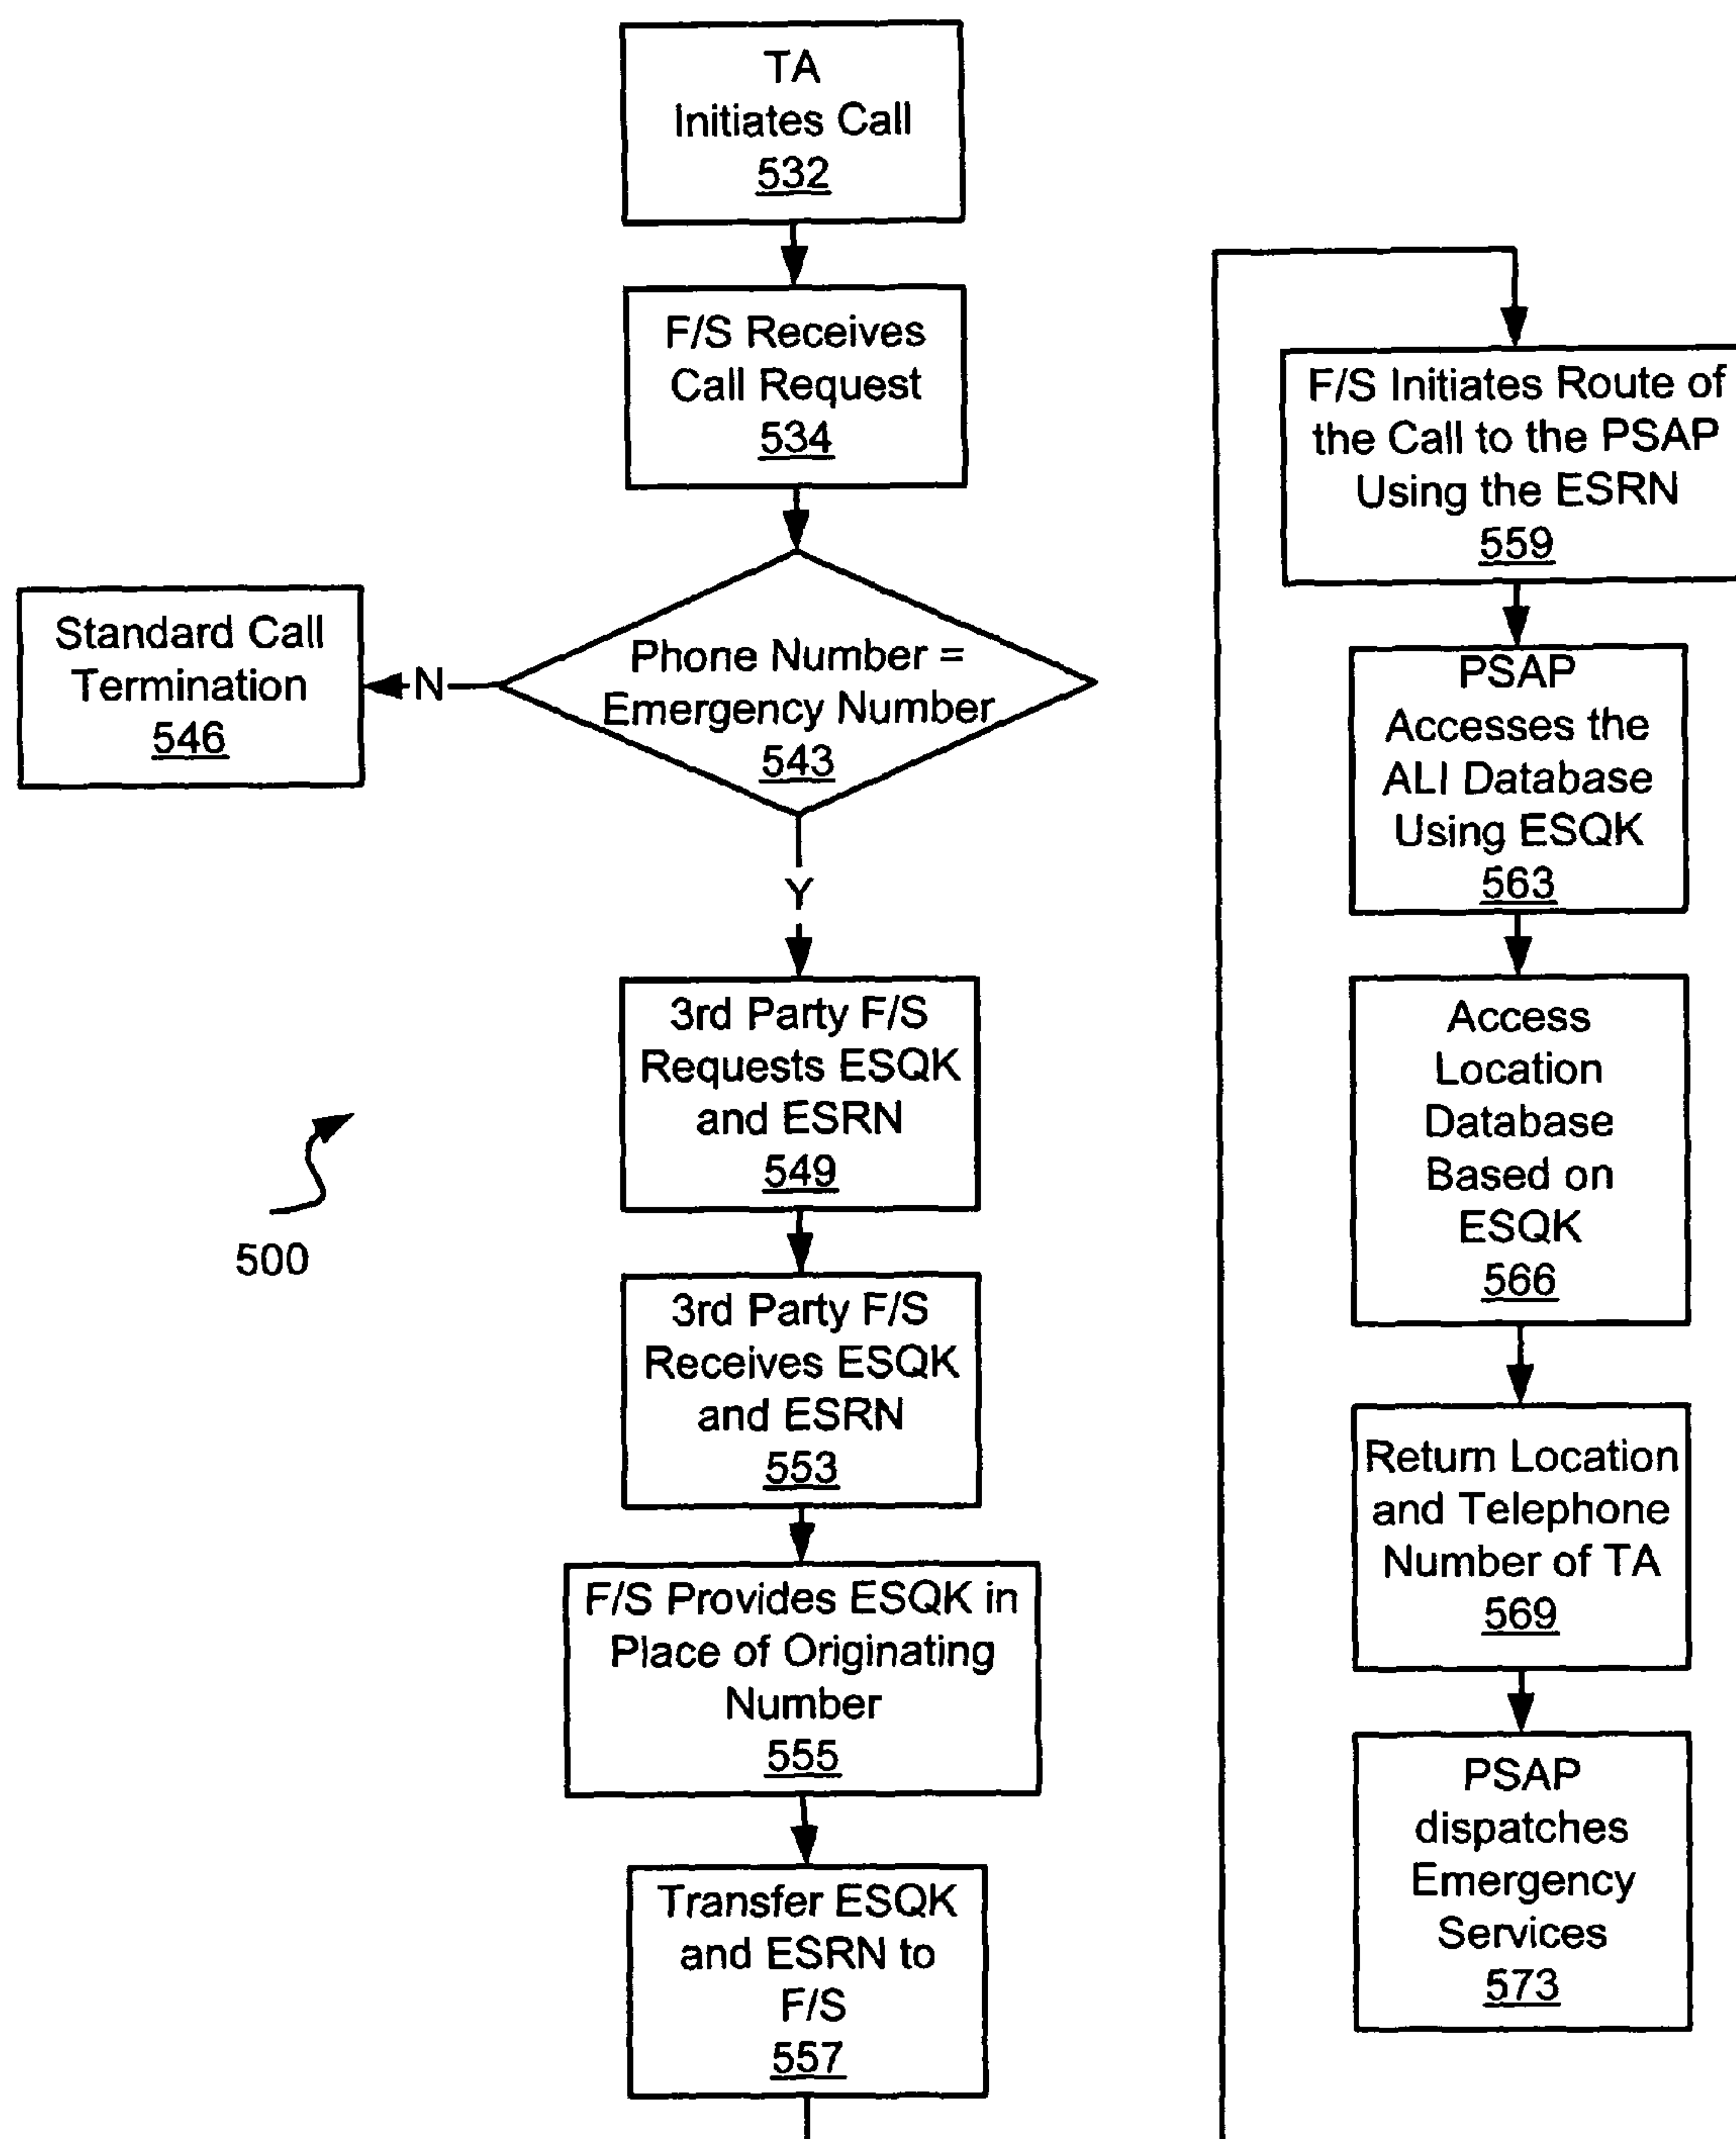 TA
Initiates Call
532
F/S Receives
Call Request
534
Phone Number =
Emergency Number
543
N
Standard Call
Termination
546
Y
3rd Party F/S
Requests ESQK
and ESRN
549
3rd Party F/S
Receives ESQK
and ESRN
553
F/S Provides ESQK in
Place of Originating
Number
555
Transfer ESQK
and ESRN to
F/S
557
500
F/S Initiates Route of
the Call to the PSAP
Using the ESRN
559
PSAP
Accesses the
ALI Database
Using ESQK
563
Access
Location
Database
Based on
ESQK
566
Return Location
and Telephone
Number of TA
569
PSAP
dispatches
Emergency
Services
573